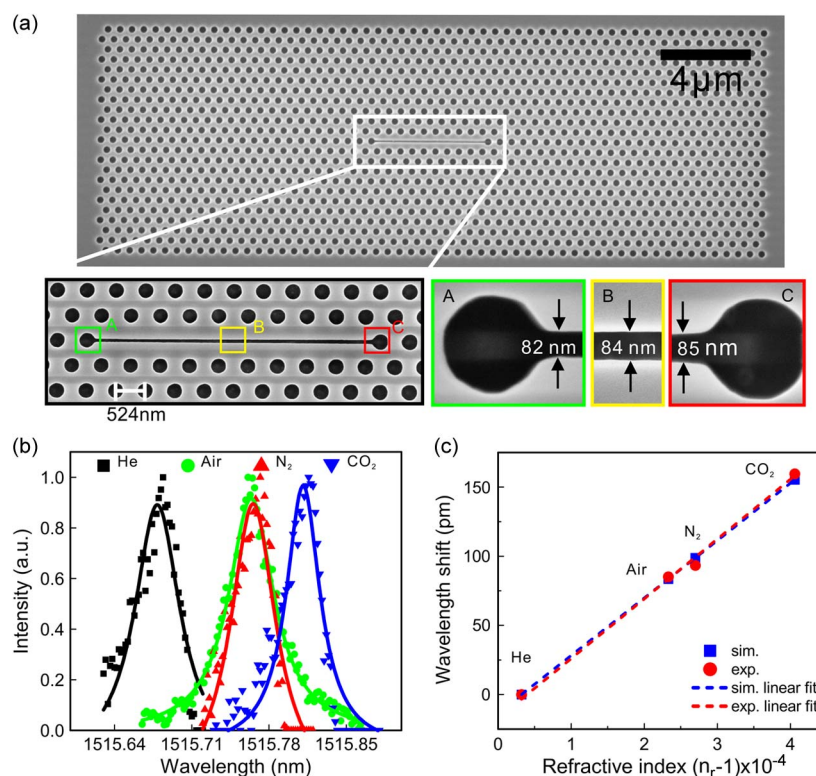 (a)
4μm
A
B
C
524nm
A
82 nm
B
84 nm
C
85 nm
(b)
He
Air
N₂
CO₂
1.0
0.8
0.6
0.4
0.2
0.0
Intensity (a.u.)
1515.64
1515.71
1515.78
1515.85
Wavelength (nm)
(c)
150
100
50
0
Wavelength shift (pm)
He
Air
N₂
CO₂
sim.
exp.
sim. linear fit
exp. linear fit
0
1
2
3
4
Refractive index (nᵣ-1)x10⁻⁴